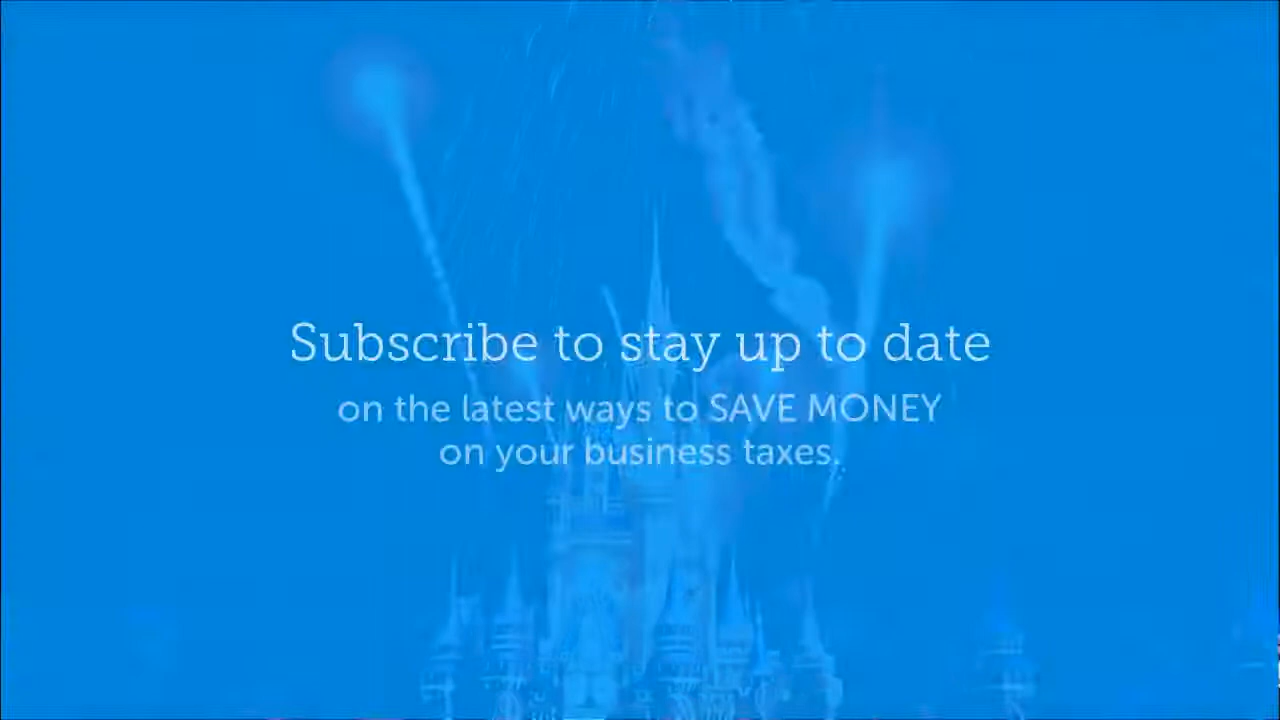 Subscribe to stay up to date
on the latest ways to SAVE MONEY
on your business taxes.